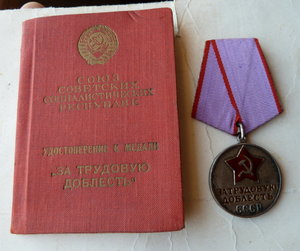 СОЮЗ
СОВЕТСКИХ
СОЦИАЛИСТИЧЕСКИХ
РЕСПУБЛИК
УДОСТОВЕРЕНИЕ К МЕДАЛИ
„ЗА ТРУДОВУЮ
ДОБЛЕСТЬ"
ЗА ТРУДОВУЮ
ДОБЛЕСТЬ
СССР